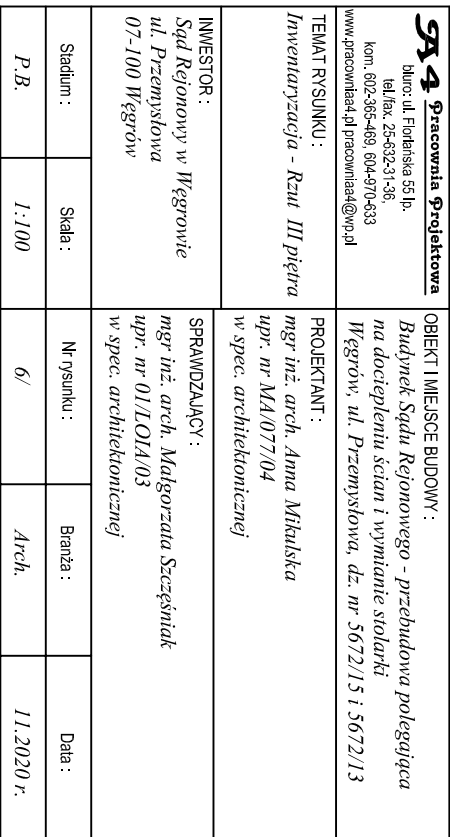 A4 Pracownia Projektowa
biuro: ul. Floriańska 55 lp.
tel./fax. 25-632-31-36,
kom. 602-365-469, 604-970-633
www.pracowniaa4.pl pracowniaa4@wp.pl
OBIEKT I MIEJSCE BUDOWY :
Budynek Sądu Rejonowego - przebudowa polegająca
na dociepleniu ścian i wymianie stolarki
Węgrów, ul. Przemysłowa, dz. nr 5672/15 i 5672/13
TEMAT RYSUNKU :
Inwentaryzacja - Rzut III piętra
PROJEKTANT :
mgr inż. arch. Anna Mikulska
upr. nr MA/077/04
w spec. architektonicznej
INWESTOR :
Sąd Rejonowy w Węgrowie
ul. Przemysłowa
07-100 Węgrów
SPRAWDZAJĄCY :
mgr inż. arch. Małgorzata Szcześniak
upr. nr 01/LOIA/03
w spec. architektonicznej
Stadium : Skala : Nr rysunku : Branża : Data :
P.B. 1:100 6/ Arch. 11.2020 r.